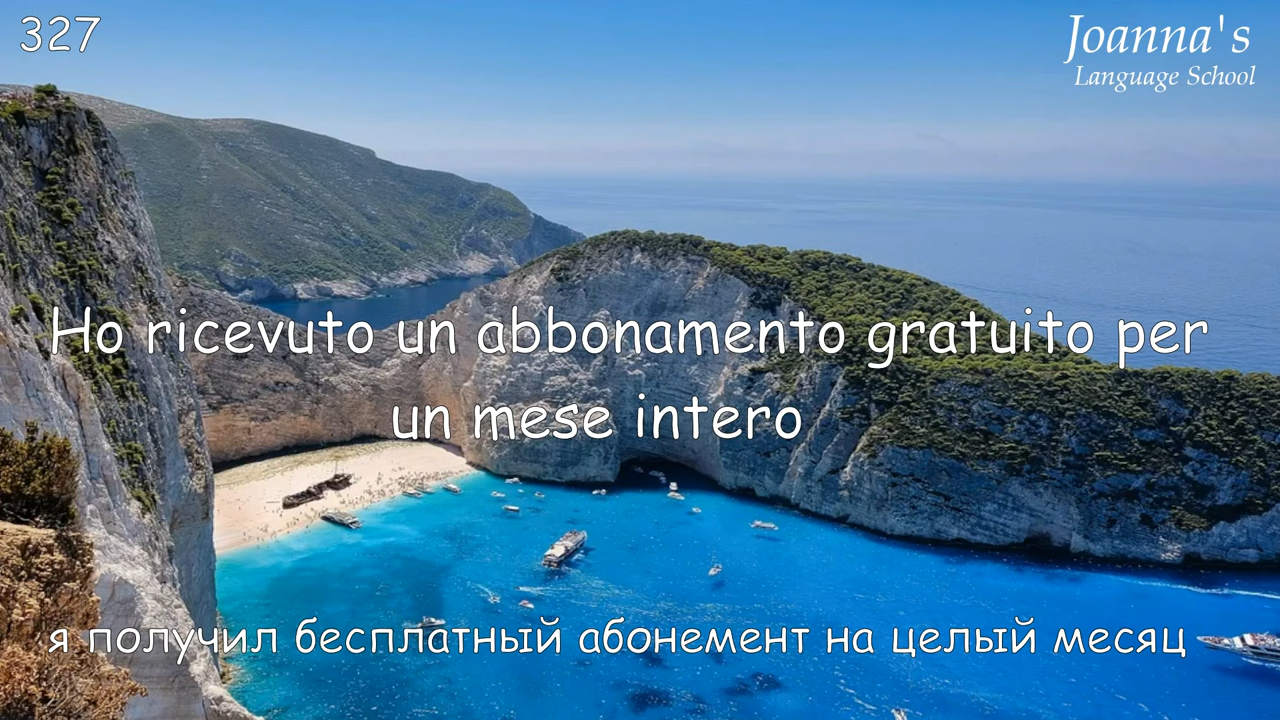 327
Joanna's
Language School
Ho ricevuto un abbonamento gratuito per
un mese intero
я получил бесплатный абонемент на целый месяц